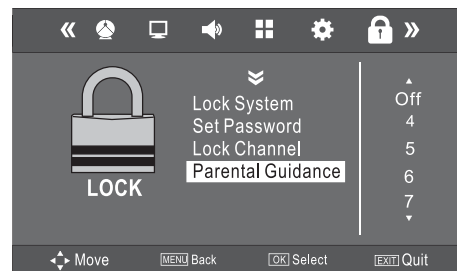 Lock System
Set Password
Lock Channel
Parental Guidance
LOCK
Off
4
5
6
7
Move
MENU Back
OK Select
EXIT Quit